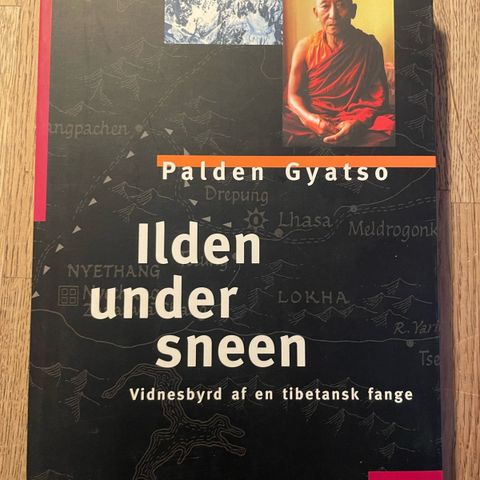 ngpachen
Palden Gyatso
Drepung
Lhasa
Meldrogonk
Ilden
NYETHANG
under
LOKHA
R. Yar
sneen
Tse
Vidnesbyrd af en tibetansk fange